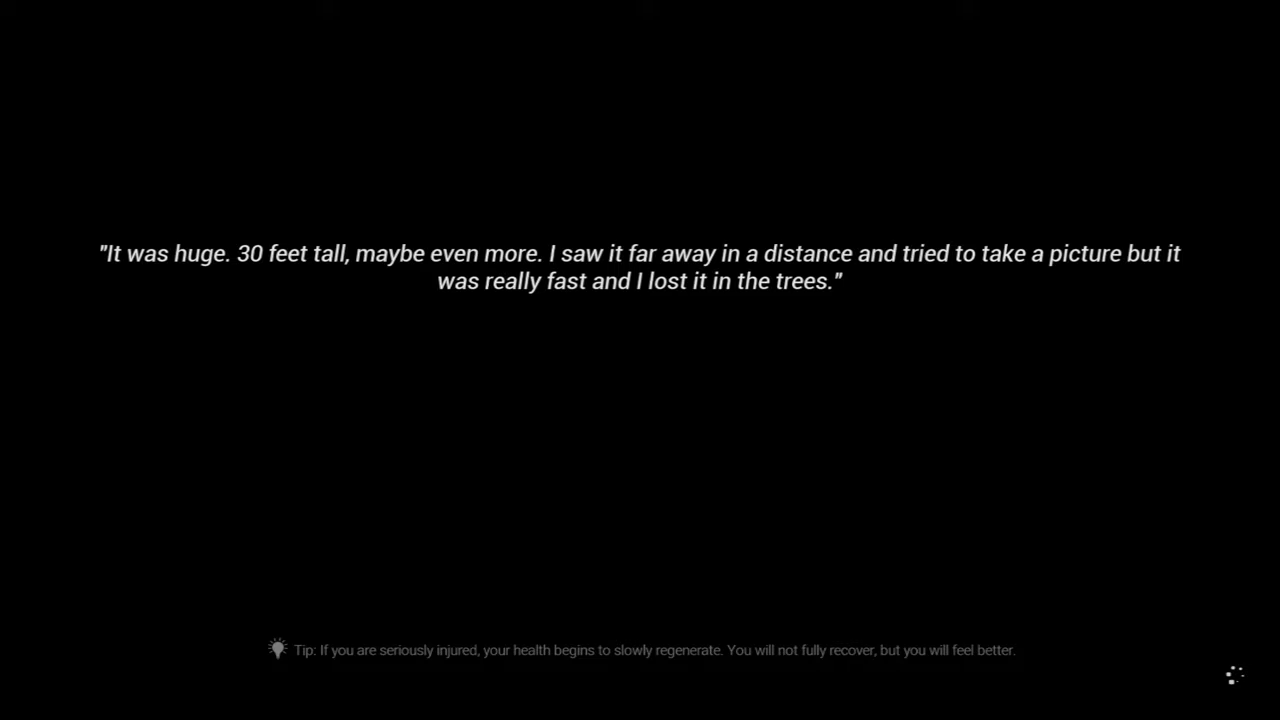 "It was huge. 30 feet tall, maybe even more. I saw it far away in a distance and tried to take a picture but it
was really fast and I lost it in the trees."
Tip: If you are seriously injured, your health begins to slowly regenerate. You will not fully recover, but you will feel better.